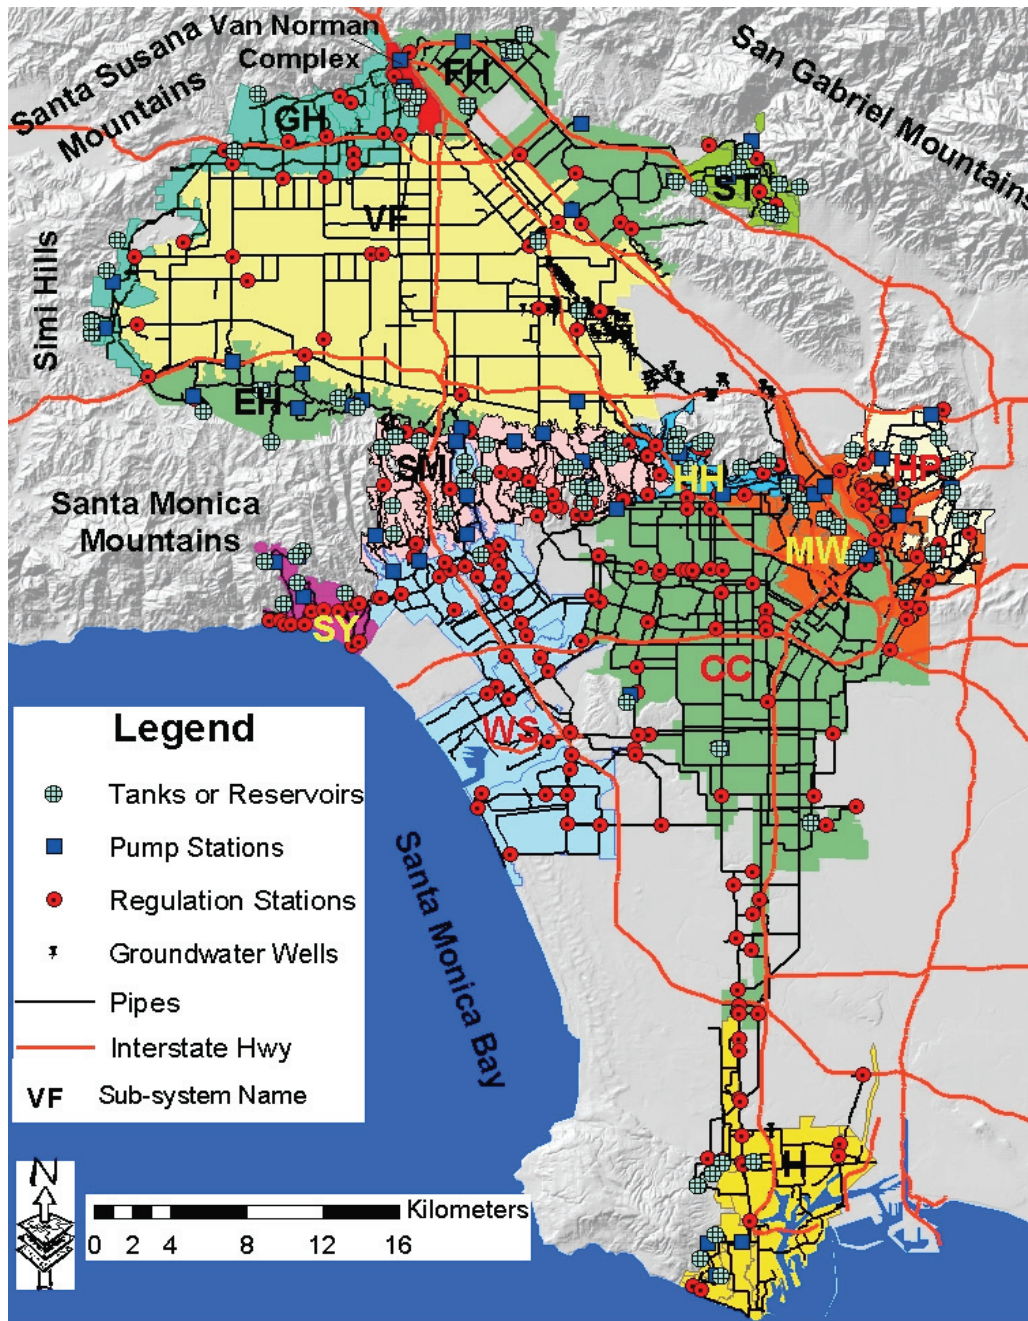 Santa Susana
Mountains
Van Norman
Complex
San Gabriel Mountains
FH
GH
ST
VF
Simi Hills
EH
SM
HH
HP
Santa Monica
Mountains
MW
SY
CC
WS
Legend
Tanks or Reservoirs
Pump Stations
Regulation Stations
Groundwater Wells
Pipes
Interstate Hwy
VF Sub-system Name
Santa Monica Bay
H
N
Kilometers
0 2 4 8 12 16